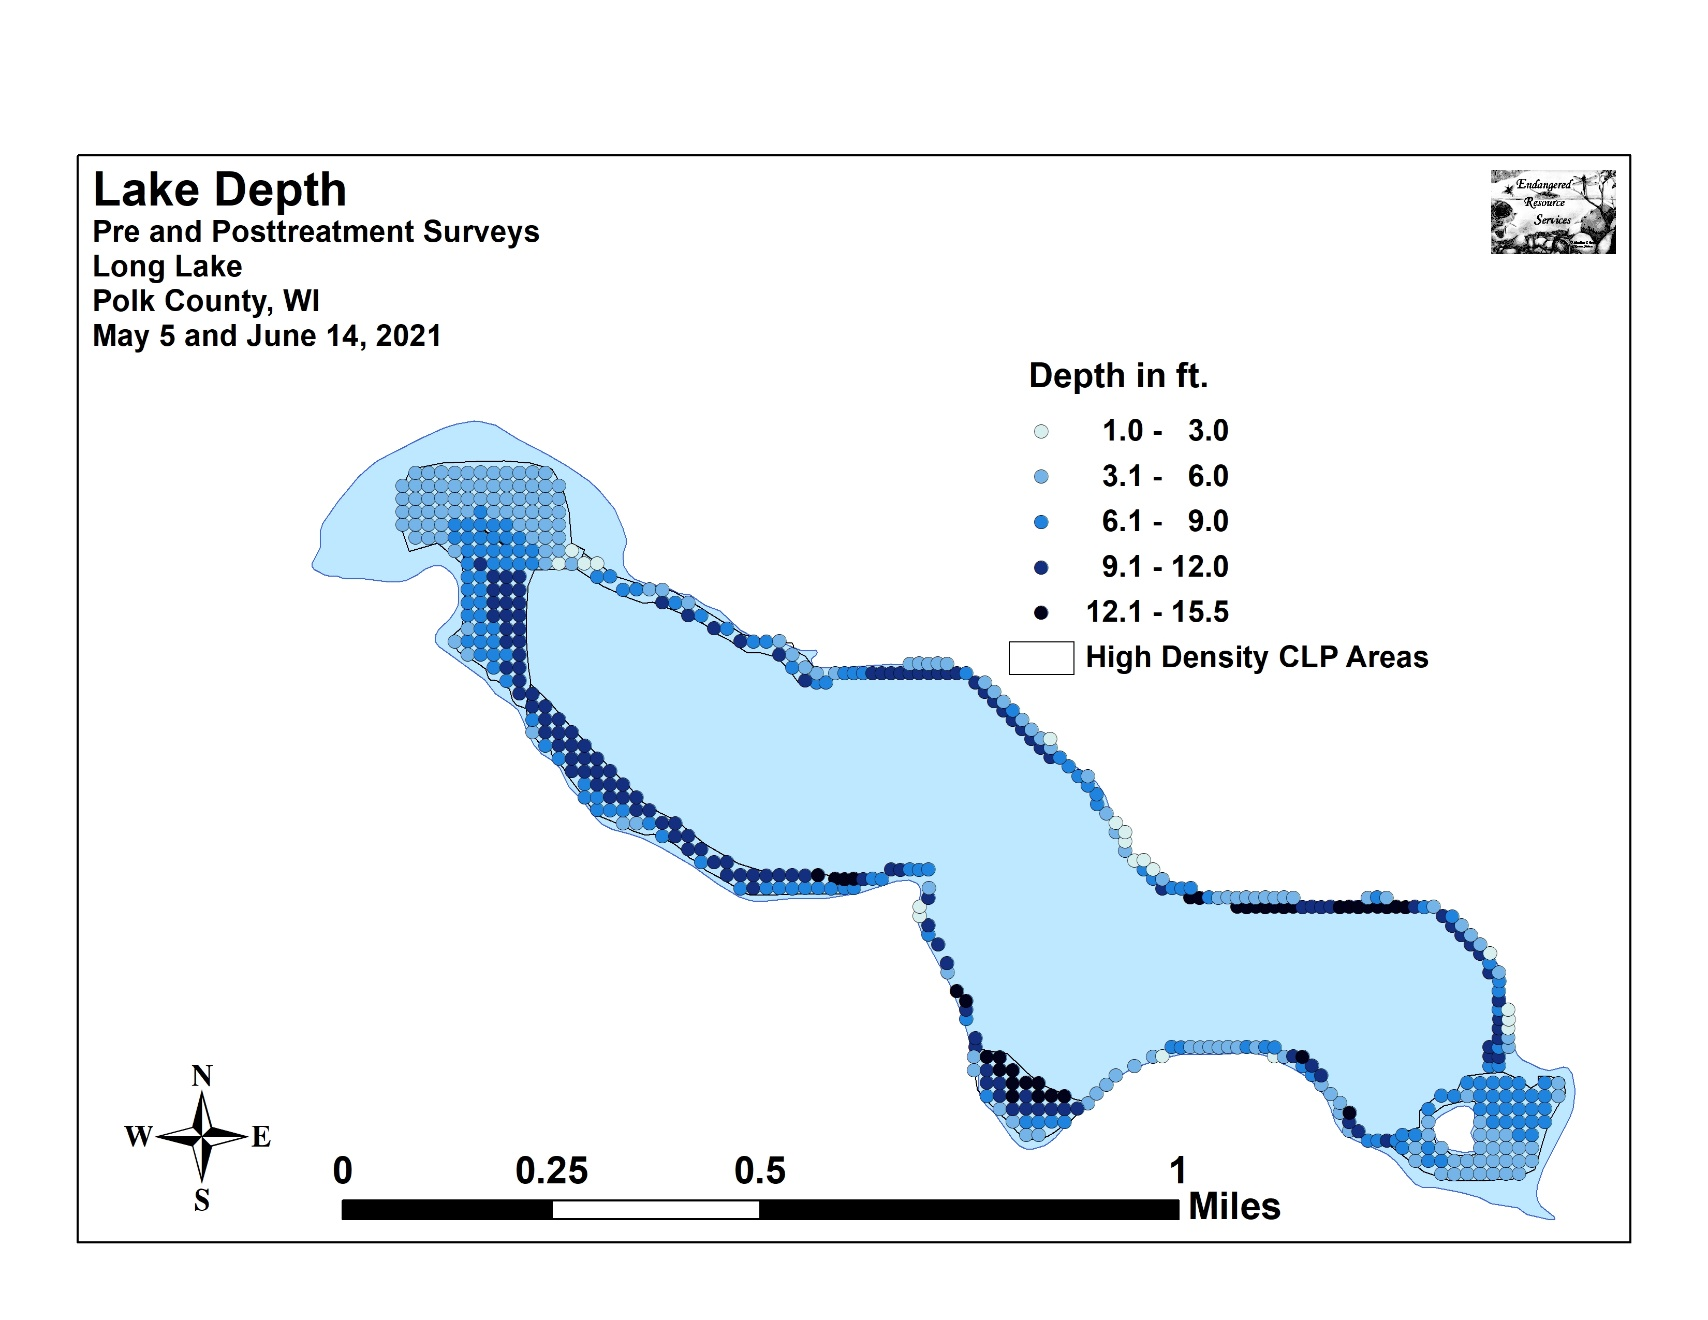 Lake Depth
Pre and Posttreatment Surveys
Long Lake
Polk County, WI
May 5 and June 14, 2021
Endangered
Resource
Services
Depth in ft.
1.0 - 3.0
3.1 - 6.0
6.1 - 9.0
9.1 - 12.0
12.1 - 15.5
High Density CLP Areas
N
W E
S
0 0.25 0.5 1
Miles